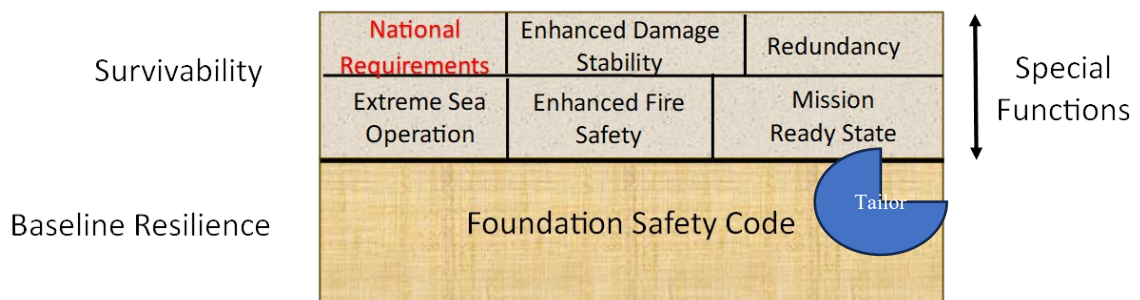 Survivability
National
Requirements
Enhanced Damage
Stability
Redundancy
Extreme Sea
Operation
Enhanced Fire
Safety
Mission
Ready State
Special
Functions
Baseline Resilience
Foundation Safety Code
Tailor